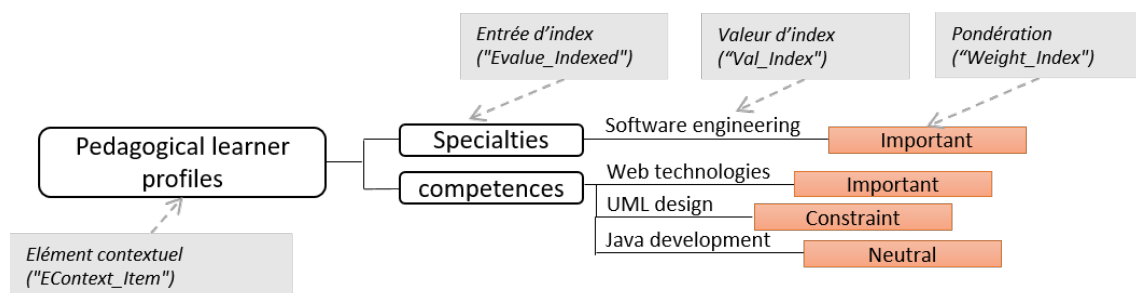 Entrée d'index
("Evalue_Indexed")
Valeur d'index
(“Val_Index")
Pondération
(“Weight_Index")
Pedagogical learner
profiles
Specialties
Software engineering
Important
competences
Web technologies
Important
UML design
Constraint
Java development
Neutral
Elément contextuel
("EContext_Item")